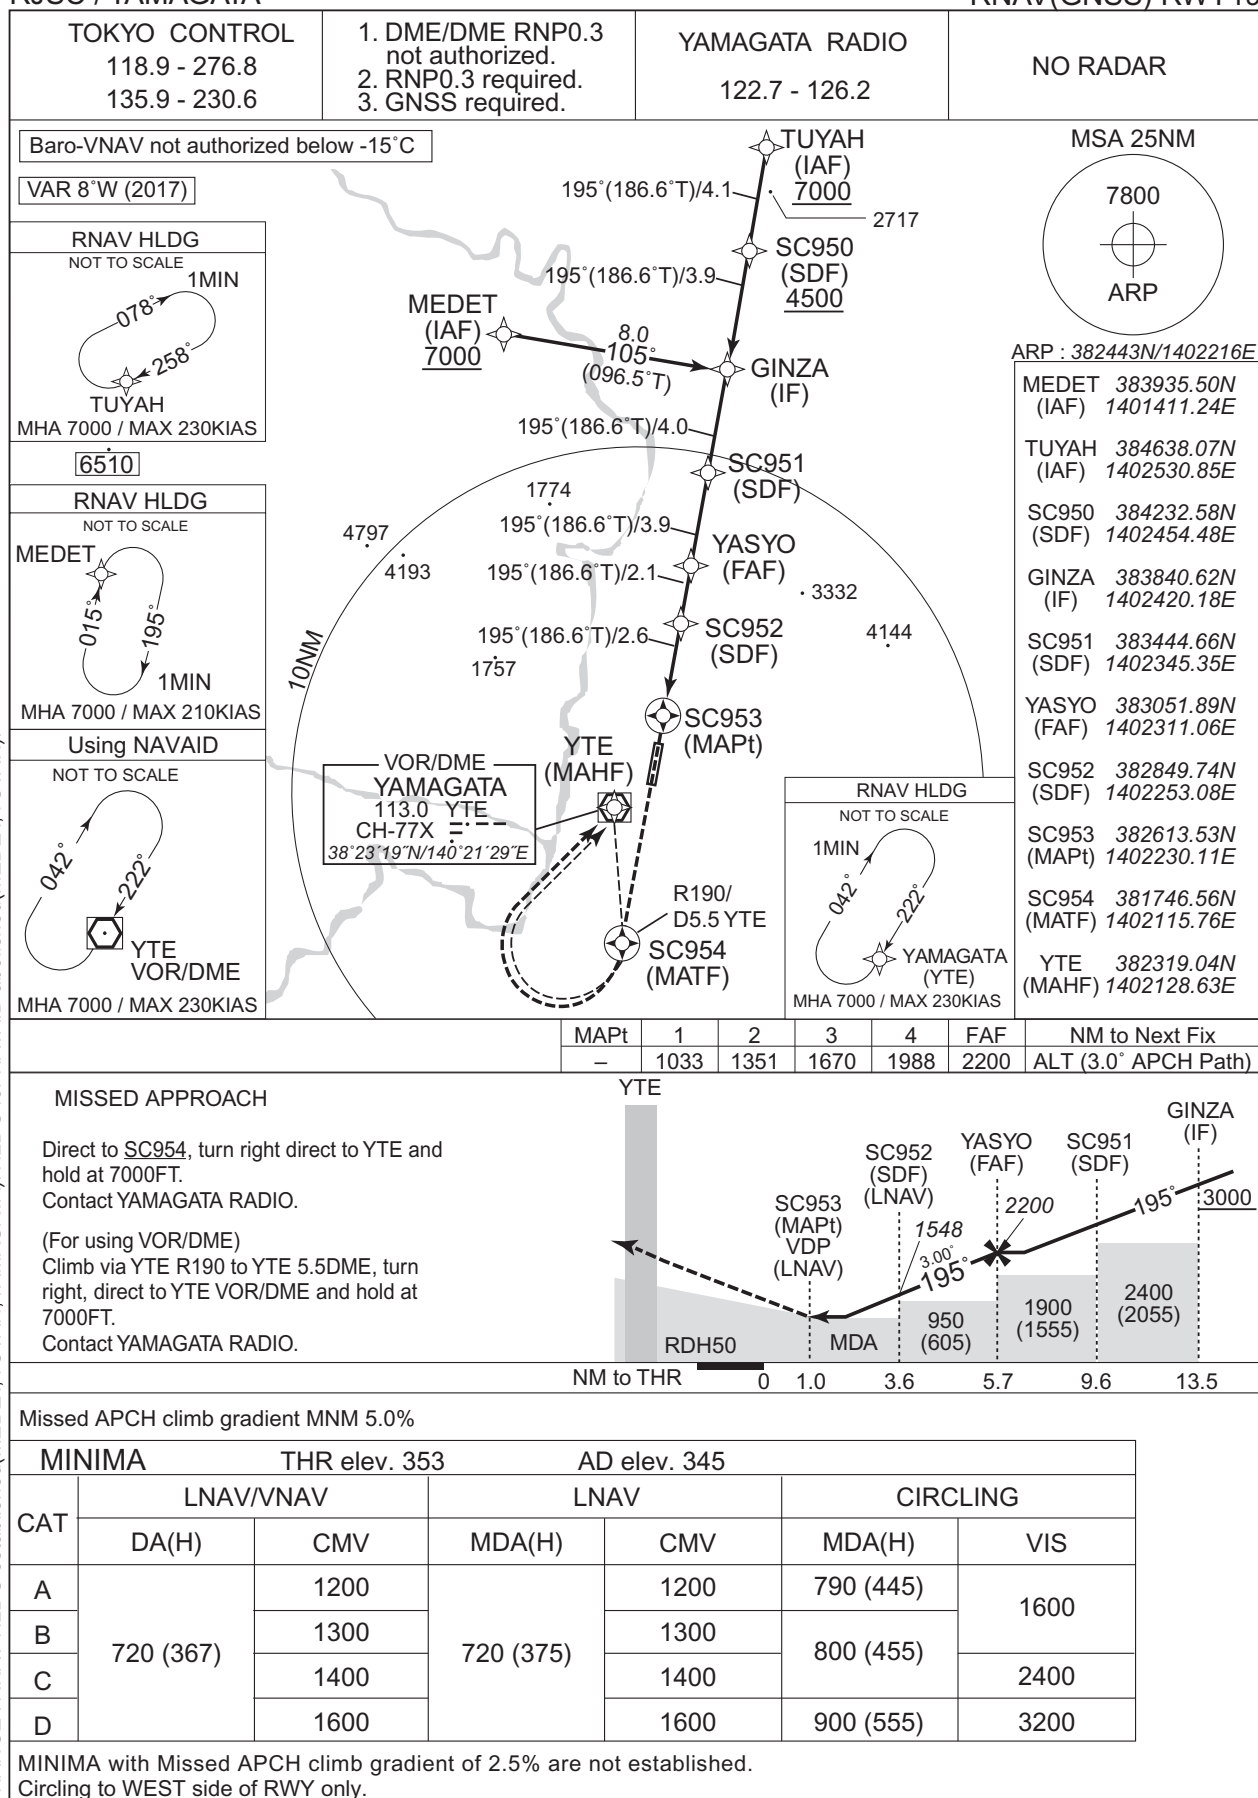 TOKYO CONTROL
118.9 - 276.8
135.9 - 230.6
1. DME/DME RNP0.3
not authorized.
2. RNP0.3 required.
3. GNSS required.
YAMAGATA RADIO
122.7 - 126.2
NO RADAR
Baro-VNAV not authorized below -15˚C
VAR 8˚W (2017)
RNAV HLDG
NOT TO SCALE
1MIN
078˚
258˚
TUYAH
MHA 7000 / MAX 230KIAS
6510
RNAV HLDG
NOT TO SCALE
MEDET
015˚
195˚
1MIN
MHA 7000 / MAX 210KIAS
Using NAVAID
NOT TO SCALE
042˚
222˚
YTE
VOR/DME
MHA 7000 / MAX 230KIAS
TUYAH
(IAF)
7000
195˚(186.6˚T)/4.1
2717
SC950
(SDF)
4500
195˚(186.6˚T)/3.9
MEDET
(IAF)
7000
8.0
105˚
(096.5˚T)
GINZA
(IF)
195˚(186.6˚T)/4.0
SC951
(SDF)
1774
195˚(186.6˚T)/3.9
4797
4193
YASYO
(FAF)
195˚(186.6˚T)/2.1
3332
SC952
(SDF)
195˚(186.6˚T)/2.6
4144
1757
10NM
SC953
(MAPt)
YTE
(MAHF)
VOR/DME
YAMAGATA
113.0 YTE
CH-77X
38˚23´19˝N/140˚21´29˝E
R190/
D5.5 YTE
SC954
(MATF)
RNAV HLDG
NOT TO SCALE
1MIN
042˚
222˚
YAMAGATA
(YTE)
MHA 7000 / MAX 230KIAS
MSA 25NM
7800
ARP
ARP : 382443N/1402216E
MEDET 383935.50N
(IAF) 1401411.24E
TUYAH 384638.07N
(IAF) 1402530.85E
SC950 384232.58N
(SDF) 1402454.48E
GINZA 383840.62N
(IF) 1402420.18E
SC951 383444.66N
(SDF) 1402345.35E
YASYO 383051.89N
(FAF) 1402311.06E
SC952 382849.74N
(SDF) 1402253.08E
SC953 382613.53N
(MAPt) 1402230.11E
SC954 381746.56N
(MATF) 1402115.76E
YTE 382319.04N
(MAHF) 1402128.63E
MAPt 1 2 3 4 FAF NM to Next Fix
– 1033 1351 1670 1988 2200 ALT (3.0˚ APCH Path)
MISSED APPROACH
Direct to SC954, turn right direct to YTE and
hold at 7000FT.
Contact YAMAGATA RADIO.
(For using VOR/DME)
Climb via YTE R190 to YTE 5.5DME, turn
right, direct to YTE VOR/DME and hold at
7000FT.
Contact YAMAGATA RADIO.
YTE
SC953
(MAPt)
VDP
(LNAV)
SC952
(SDF)
(LNAV)
YASYO
(FAF)
SC951
(SDF)
GINZA
(IF)
1548
2200
3000
3.00˚
195˚
195˚
RDH50
MDA
950
(605)
1900
(1555)
2400
(2055)
NM to THR 0 1.0 3.6 5.7 9.6 13.5
Missed APCH climb gradient MNM 5.0%
MINIMA THR elev. 353 AD elev. 345
CAT LNAV/VNAV LNAV CIRCLING
DA(H) CMV MDA(H) CMV MDA(H) VIS
A 720 (367) 1200 720 (375) 1200 790 (445) 1600
B 1300 1300 800 (455)
C 1400 1400 2400
D 1600 1600 900 (555) 3200
MINIMA with Missed APCH climb gradient of 2.5% are not established.
Circling to WEST side of RWY only.